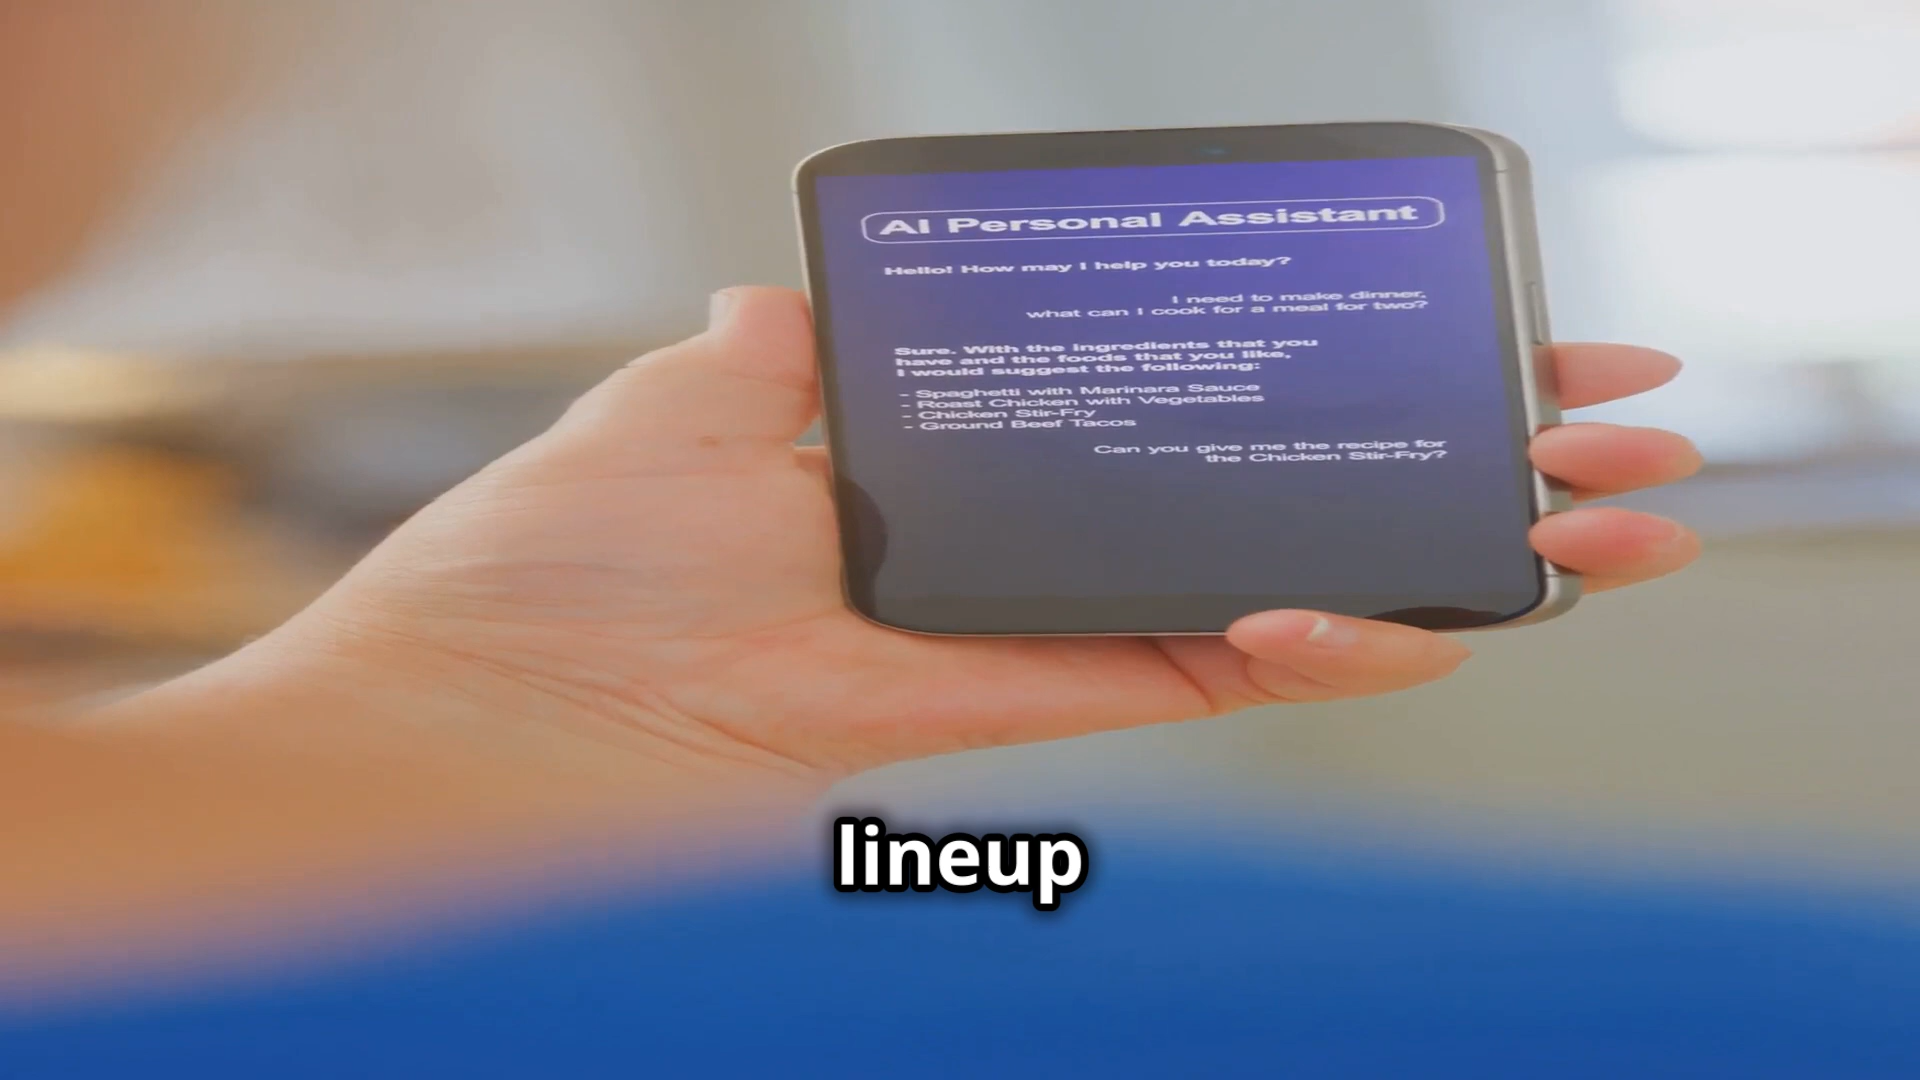 AI Personal Assistant
Hello! How may I help you today?
I need to make dinner,
what can I cook for a meal for two?
Sure. With the ingredients that you
have and the foods that you like,
I would suggest the following:
- Spaghetti with Marinara Sauce
- Roast Chicken with Vegetables
- Chicken Stir-Fry
- Ground Beef Tacos
Can you give me the recipe for
the Chicken Stir-Fry?
lineup